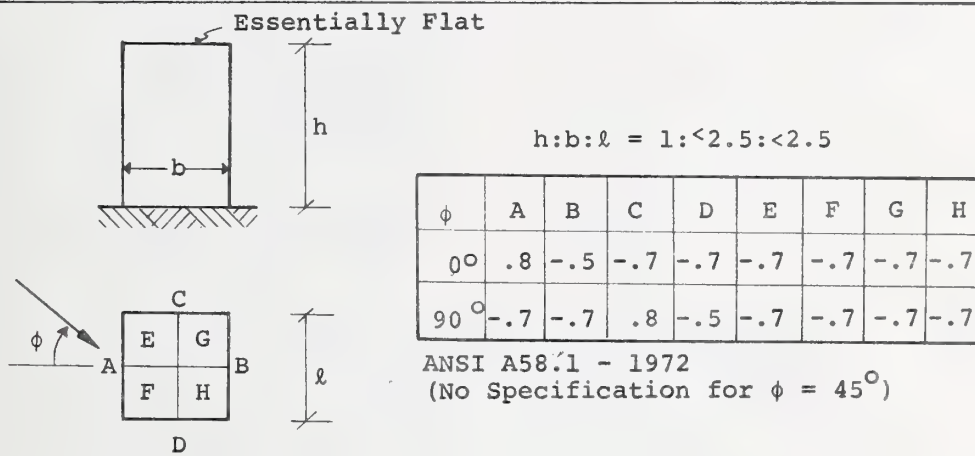 Essentially Flat
h
b
h:b:ℓ = 1:<2.5:<2.5
φ A B C D E F G H
0° .8 -.5 -.7 -.7 -.7 -.7 -.7 -.7
90° -.7 -.7 .8 -.5 -.7 -.7 -.7 -.7
ANSI A58.1 - 1972
(No Specification for φ = 45°)
C
φ
A
E G
B
F H
ℓ
D